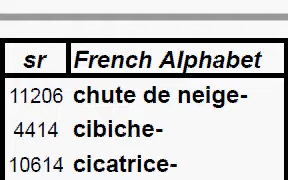 sr French Alphabet
11206 chute de neige-
4414 cibiche-
10614 cicatrice-